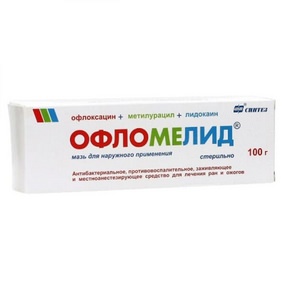 офлоксацин + метилурацил + лидокаин
синтез
ОФЛОМЕЛИД®
мазь для наружного применения стерильно
100 г
Антибактериальное, противовоспалительное, заживляющее
и местноанестезирующее средство для лечения ран и ожогов